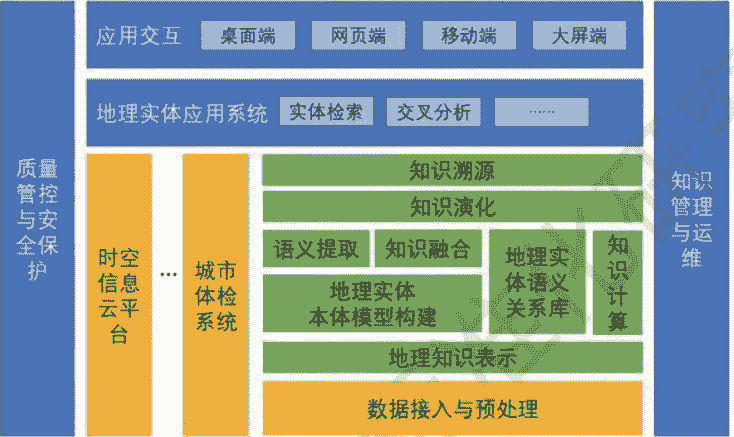 应用交互
桌面端
网页端
移动端
大屏端
地理实体应用系统
实体检索
交叉分析
……
质量
管控
与安
全保
护
时空
信息
云平
台
…
城市
体检
系统
知识溯源
知识演化
语义提取
知识融合
地理实体
本体模型构建
地理实
体语义
关系库
知
识
计
算
地理知识表示
数据接入与预处理
知识
管理
与运
维